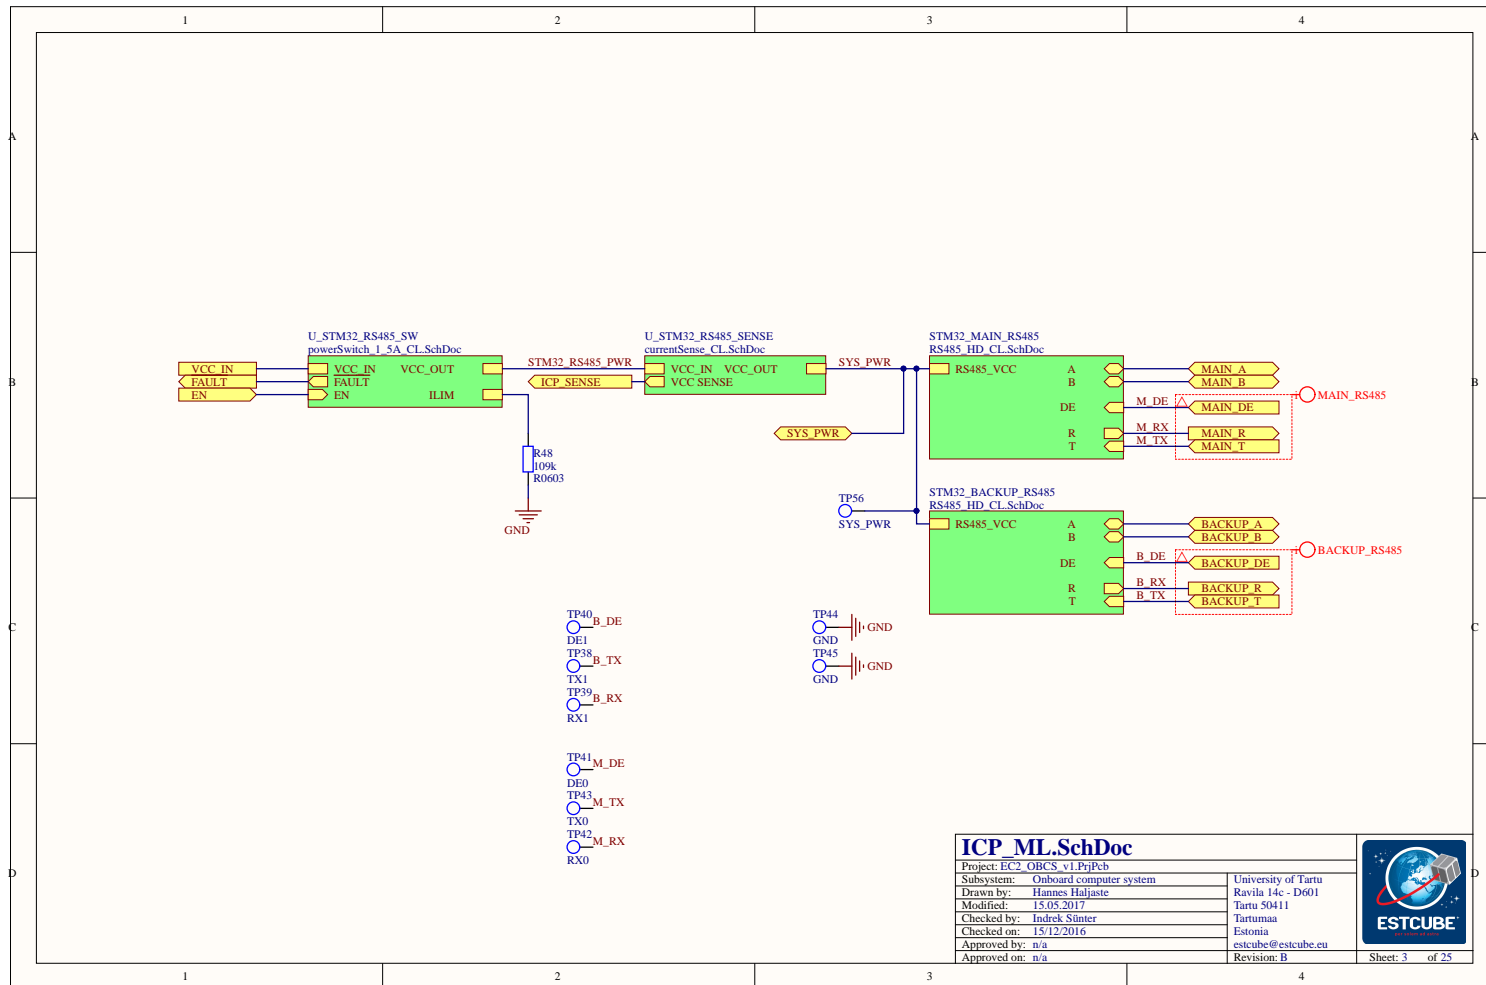 1 2 3 4
A A
U_STM32_RS485_SW
powerSwitch_1_5A_CL.SchDoc
VCC_IN
FAULT
EN
VCC_IN
FAULT
EN
VCC_OUT
ILIM
STM32_RS485_PWR
ICP_SENSE
R48
109k
R0603
GND
U_STM32_RS485_SENSE
currentSense_CL.SchDoc
VCC_IN VCC_OUT
VCC SENSE
SYS_PWR
SYS_PWR
TP56
SYS_PWR
STM32_MAIN_RS485
RS485_HD_CL.SchDoc
RS485_VCC
A
B
DE
R
T
M_DE
M_RX
M_TX
MAIN_A
MAIN_B
MAIN_DE
MAIN_R
MAIN_T
MAIN_RS485
B B
STM32_BACKUP_RS485
RS485_HD_CL.SchDoc
RS485_VCC
A
B
DE
R
T
B_DE
B_RX
B_TX
BACKUP_A
BACKUP_B
BACKUP_DE
BACKUP_R
BACKUP_T
BACKUP_RS485
C C
TP40
B_DE
DE1
TP38
B_TX
TX1
TP39
B_RX
RX1
TP44
GND
GND
TP45
GND
GND
TP41
M_DE
DE0
TP43
M_TX
TX0
TP42
M_RX
RX0
D D
ICP_ML.SchDoc
Project: EC2_OBCS_v1.PrjPcb
Subsystem: Onboard computer system
Drawn by: Hannes Haljaste
Modified: 15.05.2017
Checked by: Indrek Sünter
Checked on: 15/12/2016
Approved by: n/a
Approved on: n/a
University of Tartu
Ravila 14c - D601
Tartu 50411
Tartumaa
Estonia
estcube@estcube.eu
Revision: B
ESTCUBE
Sheet: 3 of 25
1 2 3 4